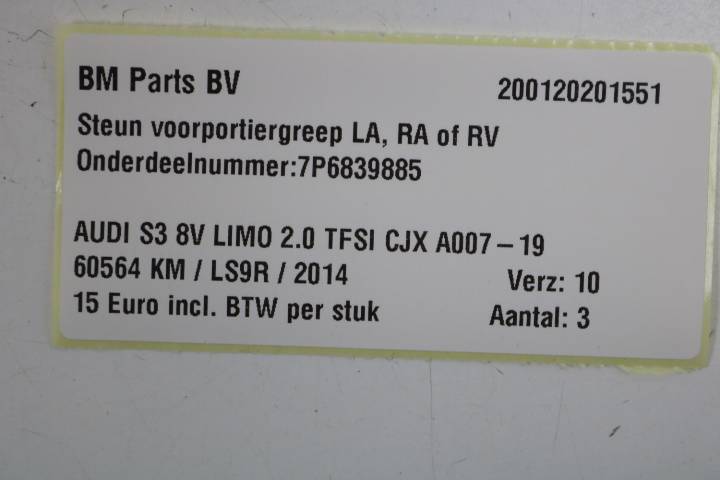 BM Parts BV 200120201551
Steun voorportiergreep LA, RA of RV
Onderdeelnummer:7P6839885
AUDI S3 8V LIMO 2.0 TFSI CJX A007-19
60564 KM / LS9R / 2014 Verz: 10
15 Euro incl. BTW per stuk Aantal: 3